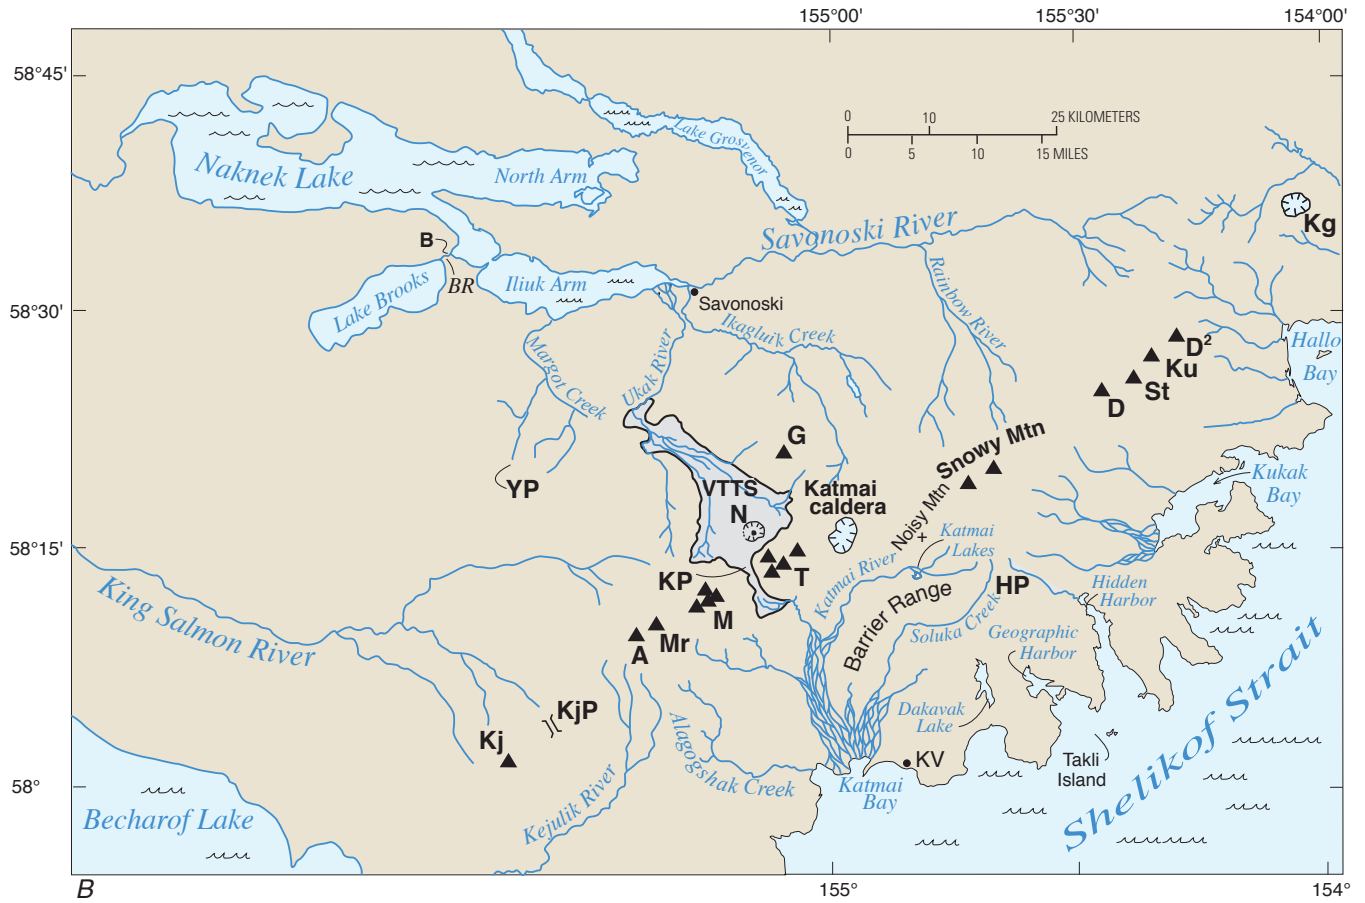 155°00'
155°30'
154°00'
58°45'
0
10
25 KILOMETERS
0
5
10
15 MILES
Lake Grosvenor
Naknek Lake
North Arm
Kg
Savonoski River
B
BR
Iliuk Arm
Lake Brooks
Rainbow River
58°30'
Savonoski
Ikagluik Creek
Hallo
Bay
D²
Ku
St
D
Margot Creek
Ukak River
G
Snowy Mtn
Kukak
Bay
YP
VTTS
Katmai
caldera
N
Noisy Mtn
Katmai
Lakes
58°15'
KP
T
Katmai River
HP
Hidden
Harbor
King Salmon River
M
Barrier Range
Soluka Creek
Geographic
Harbor
Mr
A
Shelikof Strait
KjP
Dakavak
Lake
Kj
Alagogshak Creek
KV
Takli
Island
58°
Katmai
Bay
Becharof Lake
Kejulik River
B
155°
154°